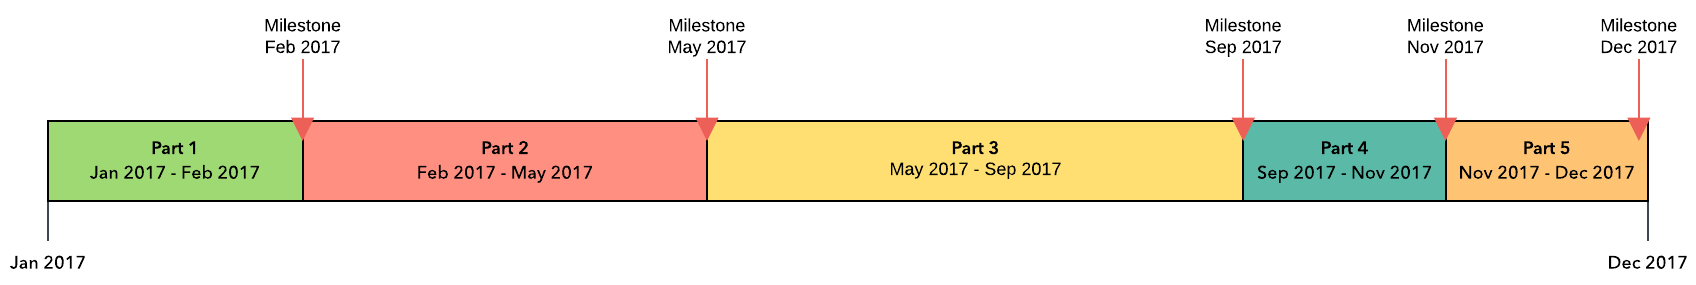 Milestone
Feb 2017
Milestone
May 2017
Milestone
Sep 2017
Milestone
Nov 2017
Milestone
Dec 2017
Part 1
Jan 2017 - Feb 2017
Part 2
Feb 2017 - May 2017
Part 3
May 2017 - Sep 2017
Part 4
Sep 2017 - Nov 2017
Part 5
Nov 2017 - Dec 2017
Jan 2017
Dec 2017